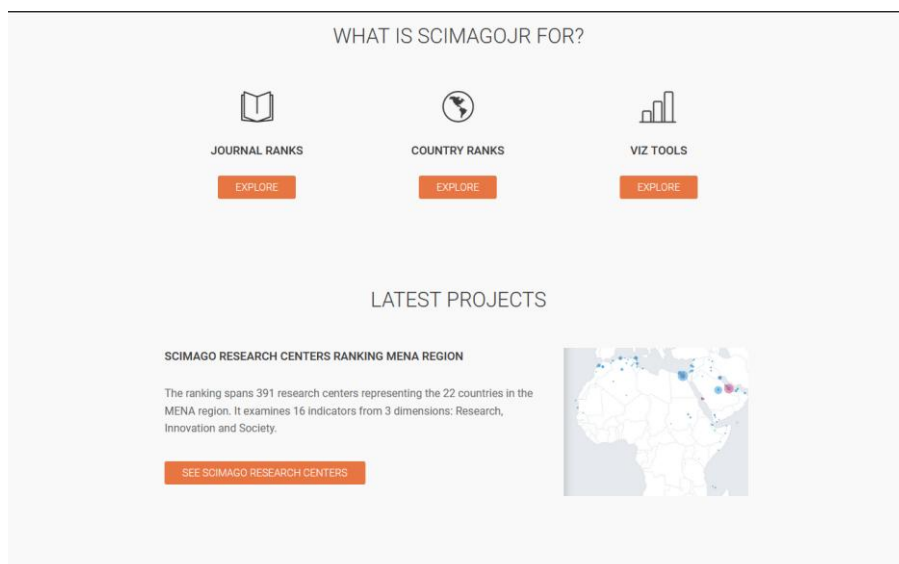 WHAT IS SCIMAGOJR FOR?
JOURNAL RANKS
COUNTRY RANKS
VIZ TOOLS
EXPLORE
EXPLORE
EXPLORE
LATEST PROJECTS
SCIMAGO RESEARCH CENTERS RANKING MENA REGION
The ranking spans 391 research centers representing the 22 countries in the
MENA region. It examines 16 indicators from 3 dimensions: Research,
Innovation and Society.
SEE SCIMAGO RESEARCH CENTERS